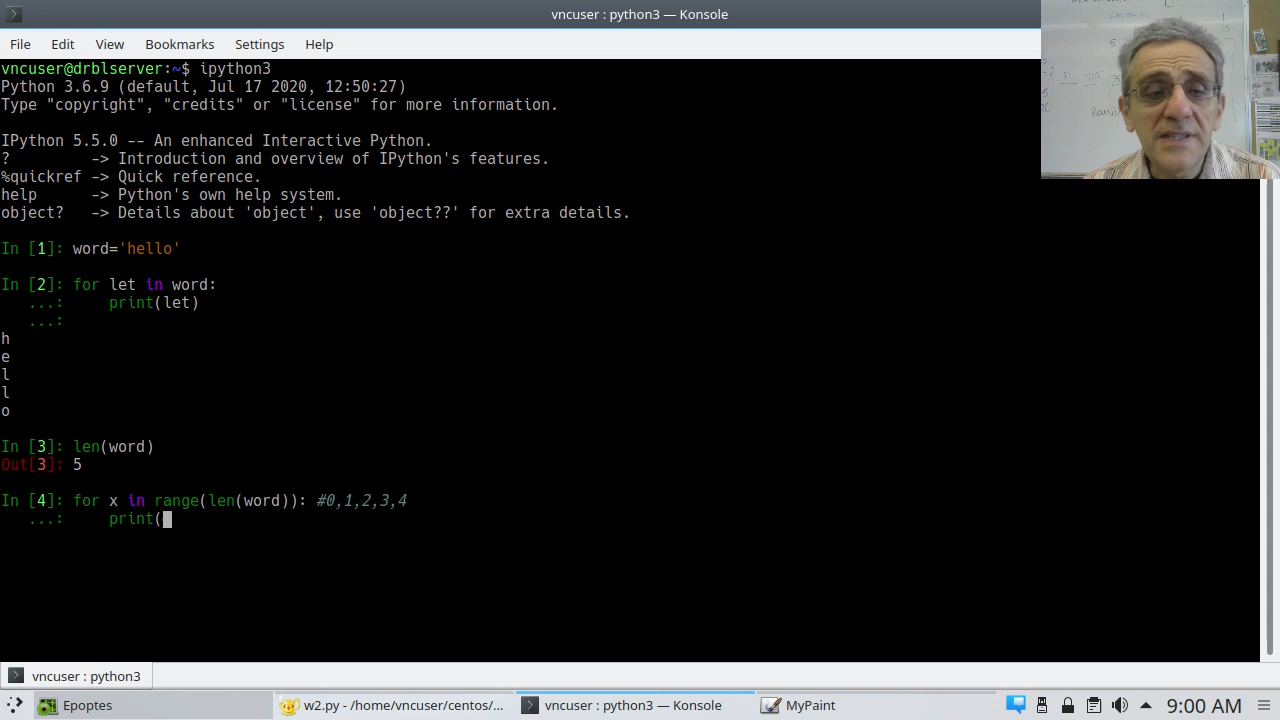 vncuser : python3 — Konsole
File Edit View Bookmarks Settings Help
vncuser@drblserver:~$ ipython3
Python 3.6.9 (default, Jul 17 2020, 12:50:27)
Type "copyright", "credits" or "license" for more information.
IPython 5.5.0 -- An enhanced Interactive Python.
?         -> Introduction and overview of IPython's features.
%quickref -> Quick reference.
help      -> Python's own help system.
object?   -> Details about 'object', use 'object??' for extra details.
In [1]: word='hello'
In [2]: for let in word:
   ...:     print(let)
   ...:
h
e
l
l
o
In [3]: len(word)
Out[3]: 5
In [4]: for x in range(len(word)): #0,1,2,3,4
   ...:     print(
vncuser : python3
Epoptes w2.py - /home/vncuser/centos/... vncuser : python3 — Konsole MyPaint 9:00 AM